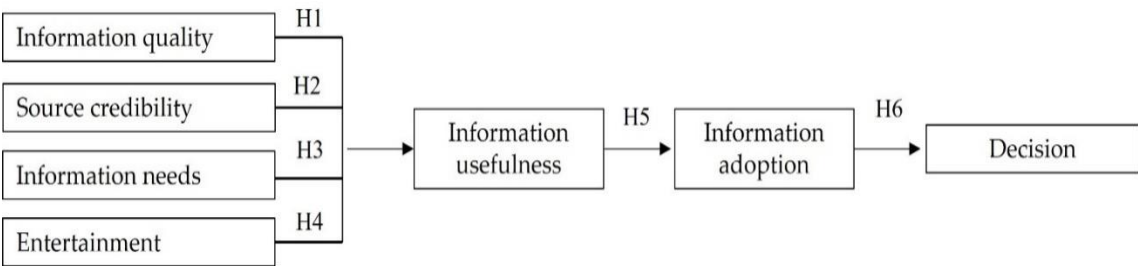 Information quality
H1
Source credibility
H2
Information needs
H3
Entertainment
H4
Information
usefulness
H5
Information
adoption
H6
Decision